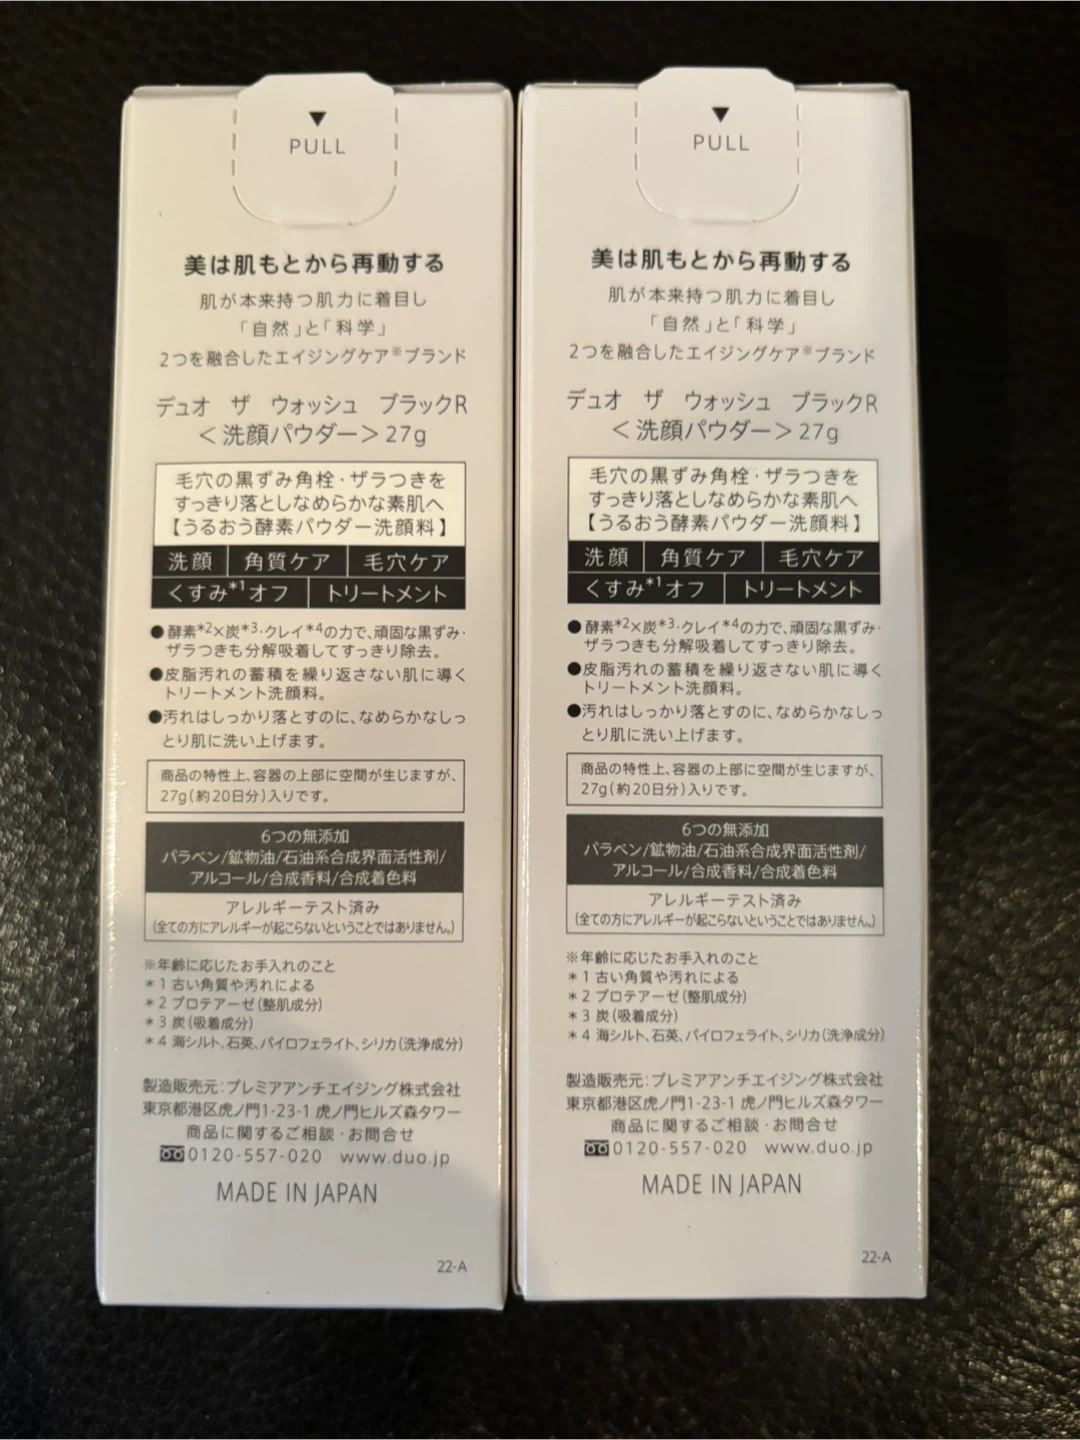 PULL
美は肌もとから再動する
肌が本来持つ肌力に着目し
「自然」と「科学」
2つを融合したエイジングケア※ブランド
デュオ ザ ウォッシュ ブラックR
＜洗顔パウダー＞27g
毛穴の黒ずみ角栓・ザラつきを
すっきり落としなめらかな素肌へ
【うるおう酵素パウダー洗顔料】
洗顔 角質ケア 毛穴ケア
くすみ*1オフ トリートメント
●酵素*2×炭*3・クレイ*4の力で、頑固な黒ずみ・
ザラつきも分解吸着してすっきり除去。
●皮脂汚れの蓄積を繰り返さない肌に導く
トリートメント洗顔料。
●汚れはしっかり落とすのに、なめらかなしっ
とり肌に洗い上げます。
商品の特性上、容器の上部に空間が生じますが、
27g(約20日分)入りです。
6つの無添加
パラベン/鉱物油/石油系合成界面活性剤/
アルコール/合成香料/合成着色料
アレルギーテスト済み
(全ての方にアレルギーが起こらないということではありません。)
※年齢に応じたお手入れのこと
*1 古い角質や汚れによる
*2 プロテアーゼ(整肌成分)
*3 炭(吸着成分)
*4 海シルト、石英、パイロフェライト、シリカ(洗浄成分)
製造販売元:プレミアアンチエイジング株式会社
東京都港区虎ノ門1-23-1 虎ノ門ヒルズ森タワー
商品に関するご相談・お問合せ
0120-557-020 www.duo.jp
MADE IN JAPAN
22-A
PULL
美は肌もとから再動する
肌が本来持つ肌力に着目し
「自然」と「科学」
2つを融合したエイジングケア※ブランド
デュオ ザ ウォッシュ ブラックR
＜洗顔パウダー＞27g
毛穴の黒ずみ角栓・ザラつきを
すっきり落としなめらかな素肌へ
【うるおう酵素パウダー洗顔料】
洗顔 角質ケア 毛穴ケア
くすみ*1オフ トリートメント
●酵素*2×炭*3・クレイ*4の力で、頑固な黒ずみ・
ザラつきも分解吸着してすっきり除去。
●皮脂汚れの蓄積を繰り返さない肌に導く
トリートメント洗顔料。
●汚れはしっかり落とすのに、なめらかなしっ
とり肌に洗い上げます。
商品の特性上、容器の上部に空間が生じますが、
27g(約20日分)入りです。
6つの無添加
パラベン/鉱物油/石油系合成界面活性剤/
アルコール/合成香料/合成着色料
アレルギーテスト済み
(全ての方にアレルギーが起こらないということではありません。)
※年齢に応じたお手入れのこと
*1 古い角質や汚れによる
*2 プロテアーゼ(整肌成分)
*3 炭(吸着成分)
*4 海シルト、石英、パイロフェライト、シリカ(洗浄成分)
製造販売元:プレミアアンチエイジング株式会社
東京都港区虎ノ門1-23-1 虎ノ門ヒルズ森タワー
商品に関するご相談・お問合せ
0120-557-020 www.duo.jp
MADE IN JAPAN
22-A